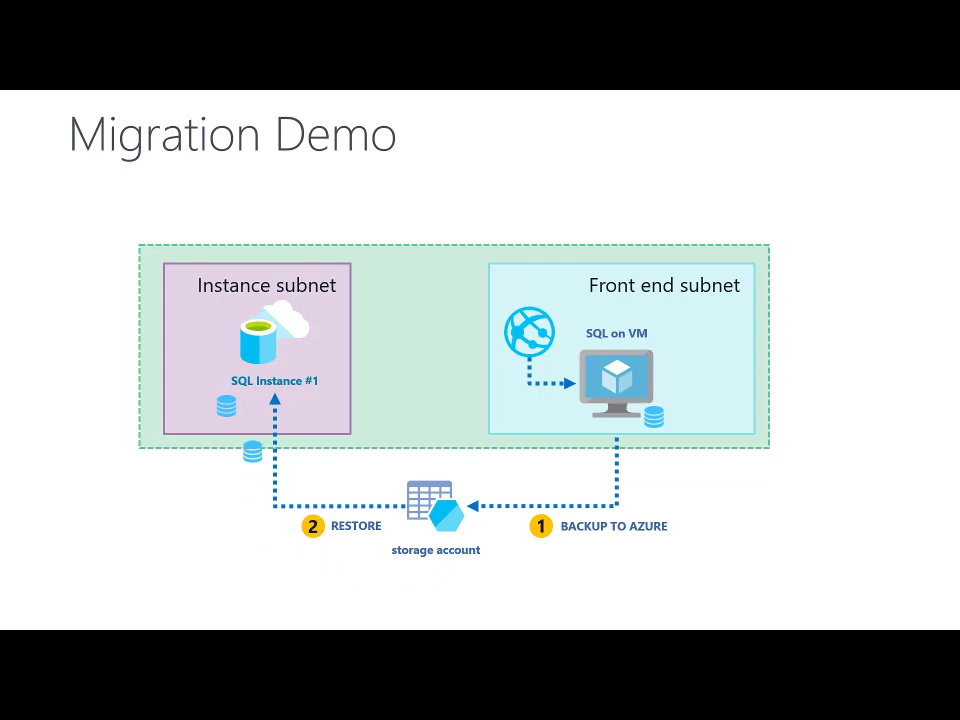 Migration Demo
Instance subnet
Front end subnet
SQL on VM
SQL Instance #1
2 RESTORE
1 BACKUP TO AZURE
storage account